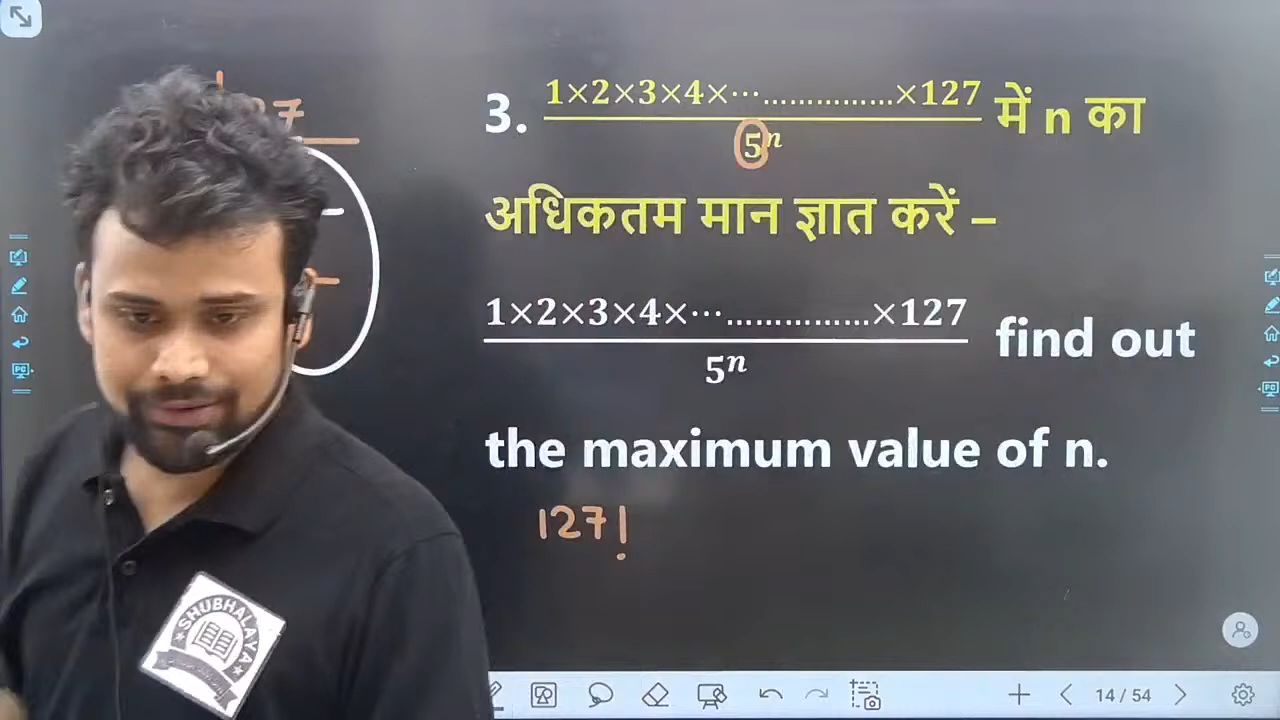 3. 1×2×3×4×⋯……………×127 / 5ⁿ में n का
अधिकतम मान ज्ञात करें –
1×2×3×4×⋯……………×127 / 5ⁿ find out
the maximum value of n.
127!
SHUBHALAYA
14 / 54